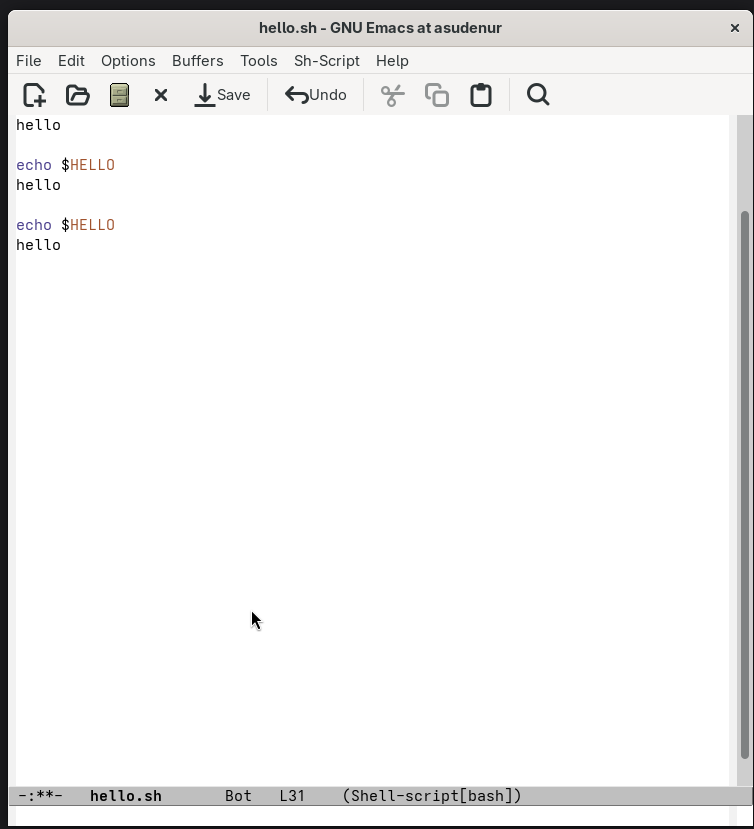 hello.sh - GNU Emacs at asudenur
File Edit Options Buffers Tools Sh-Script Help
Save Undo
hello
echo $HELLO
hello
echo $HELLO
hello
-:**- hello.sh Bot L31 (Shell-script[bash])